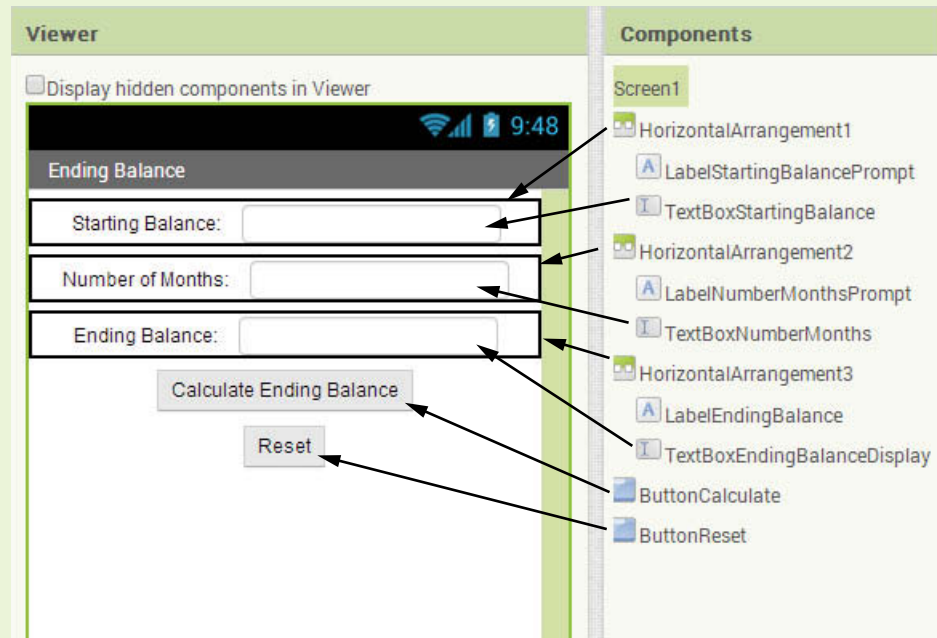 Viewer
Display hidden components in Viewer
9:48
Ending Balance
Starting Balance:
Number of Months:
Ending Balance:
Calculate Ending Balance
Reset
Components
Screen1
HorizontalArrangement1
A LabelStartingBalancePrompt
TextBoxStartingBalance
HorizontalArrangement2
A LabelNumberMonthsPrompt
TextBoxNumberMonths
HorizontalArrangement3
A LabelEndingBalance
TextBoxEndingBalanceDisplay
ButtonCalculate
ButtonReset